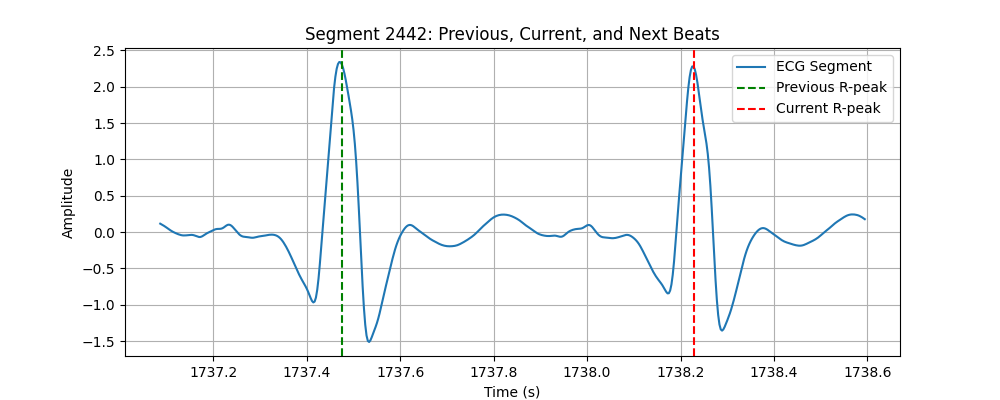 Segment 2442: Previous, Current, and Next Beats
ECG Segment
Previous R-peak
Current R-peak
Amplitude
2.5
2.0
1.5
1.0
0.5
0.0
−0.5
−1.0
−1.5
1737.2 1737.4 1737.6 1737.8 1738.0 1738.2 1738.4 1738.6
Time (s)